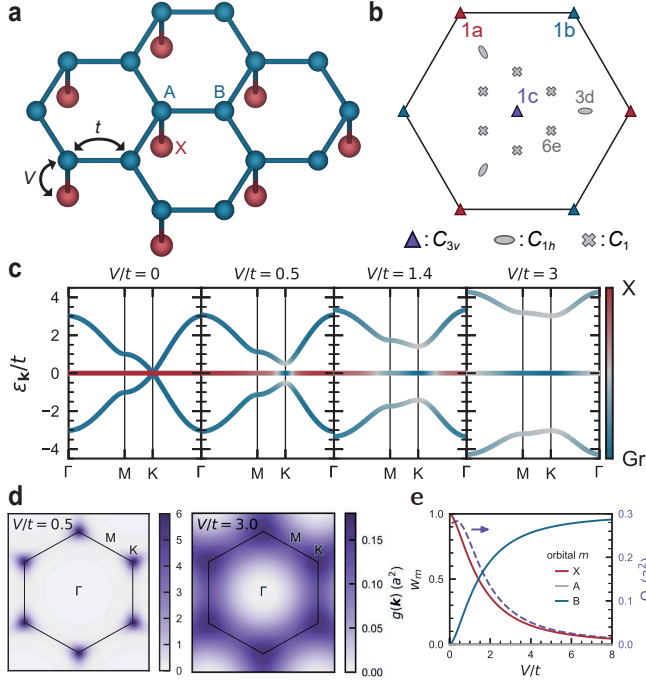 a
A
B
X
t
V
b
1a
1b
1c
3d
6e
: C3v
: C1h
: C1
c
V/t = 0
V/t = 0.5
V/t = 1.4
V/t = 3
εk/t
4
2
0
−2
−4
Γ
M
K
Γ
M
K
Γ
M
K
Γ
M
K
Γ
X
Gr
d
V/t = 0.5
M
K
Γ
6
5
4
3
2
1
0
V/t = 3.0
M
K
Γ
0.15
0.10
0.05
0.00
g(k) (a²)
e
wm
1.0
0.5
0.0
orbital m
X
A
B
0.3
0.2
0.1
0.0
0
2
4
6
8
V/t